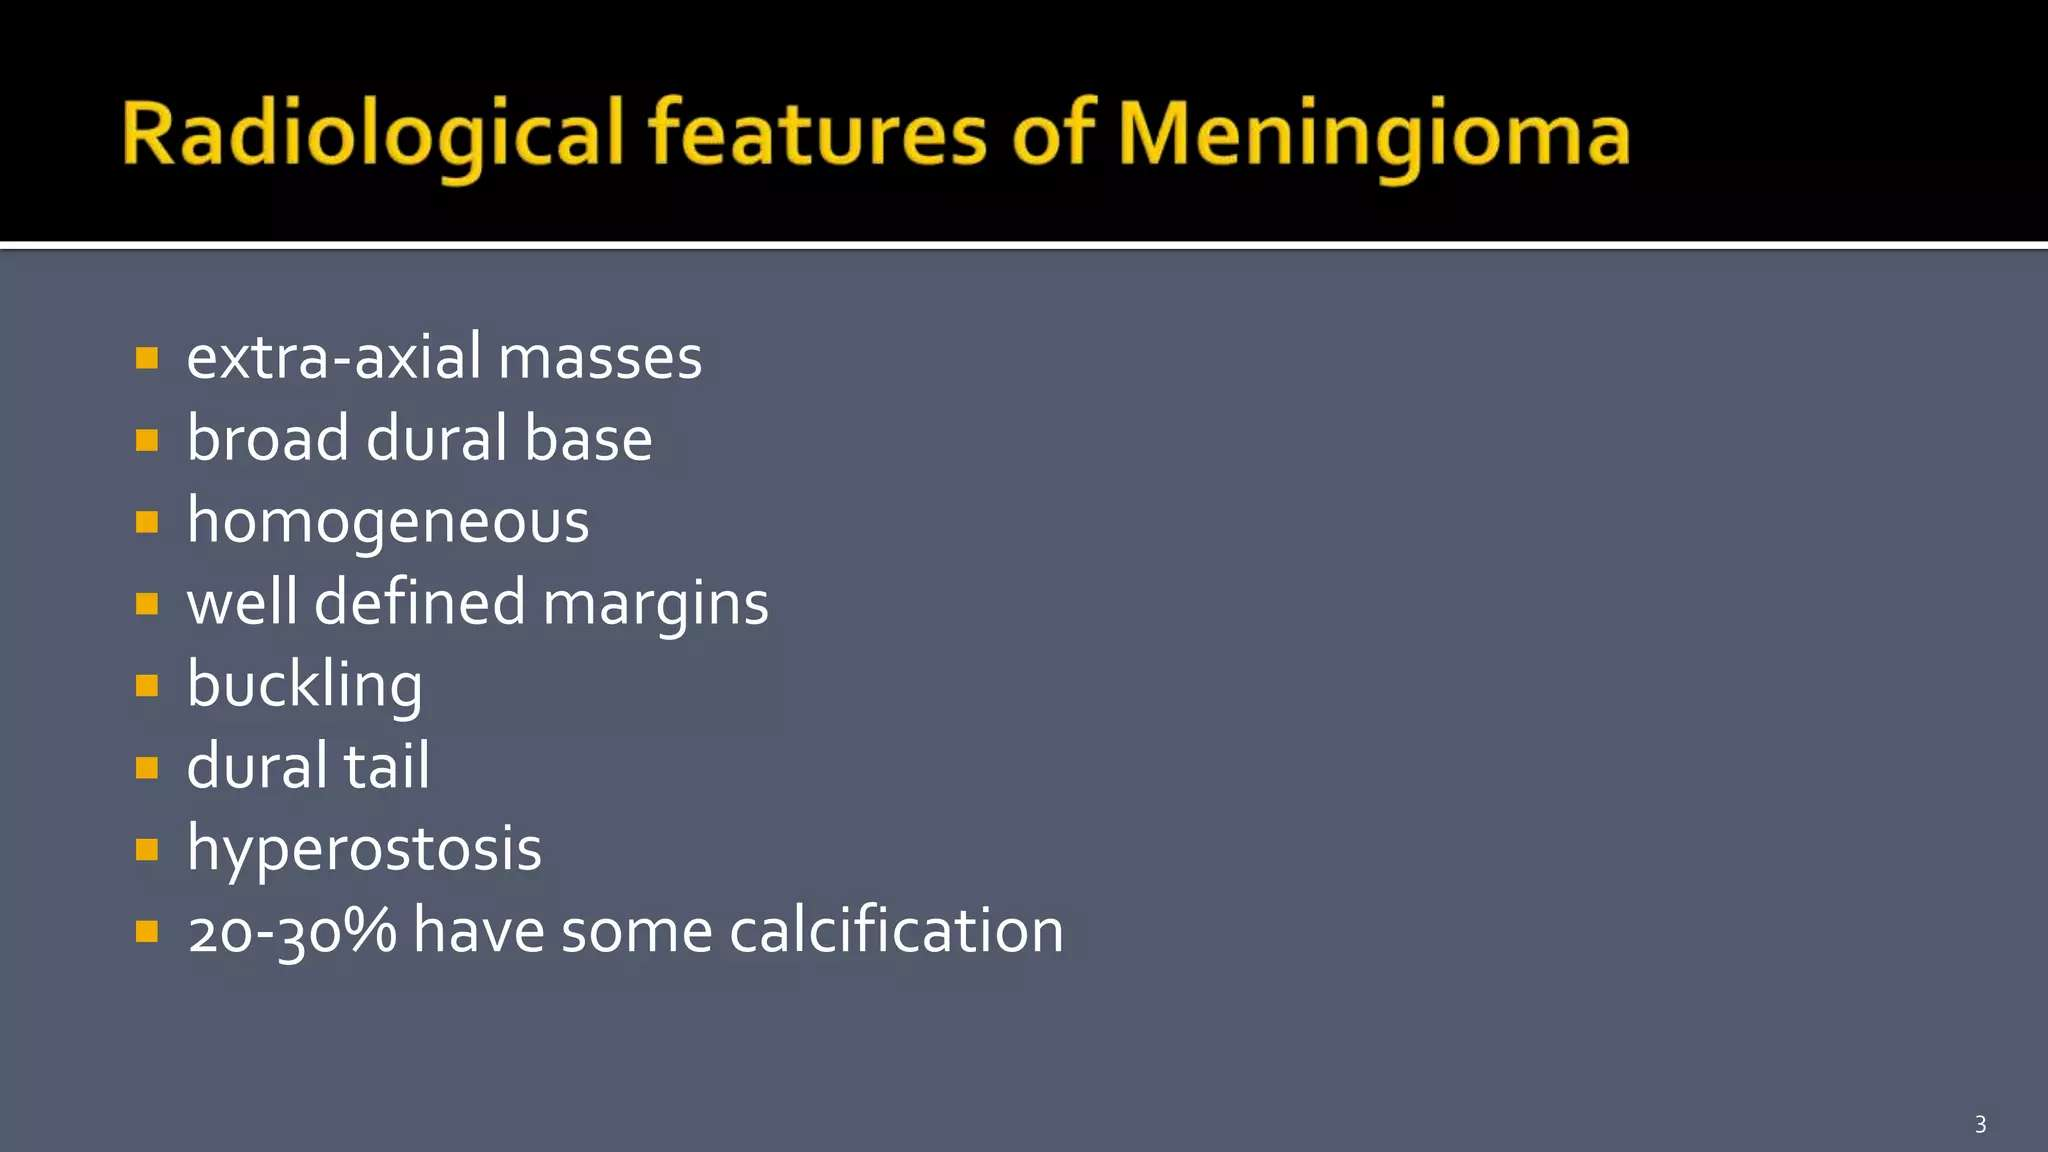 Radiological features of Meningioma
extra-axial masses
broad dural base
homogeneous
well defined margins
buckling
dural tail
hyperostosis
20-30% have some calcification
3